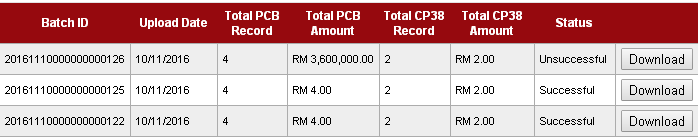 Batch ID Upload Date Total PCB Record Total PCB Amount Total CP38 Record Total CP38 Amount Status
20161110000000000126 10/11/2016 4 RM 3,600,000.00 2 RM 2.00 Unsuccessful Download
20161110000000000125 10/11/2016 4 RM 4.00 2 RM 2.00 Successful Download
20161110000000000122 10/11/2016 4 RM 4.00 2 RM 2.00 Successful Download